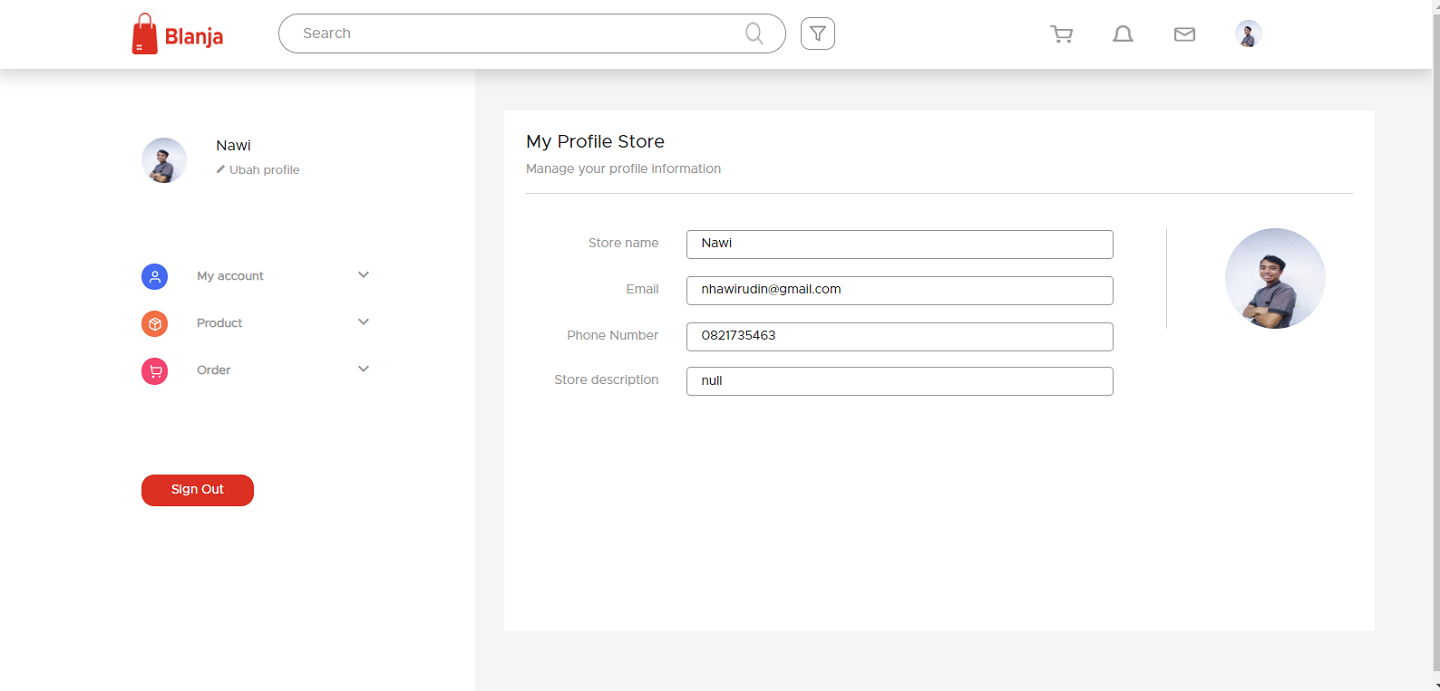 Blanja
Search
Nawi
Ubah profile
My account
Product
Order
Sign Out
My Profile Store
Manage your profile information
Store name
Nawi
Email
nhawirudin@gmail.com
Phone Number
0821735463
Store description
null